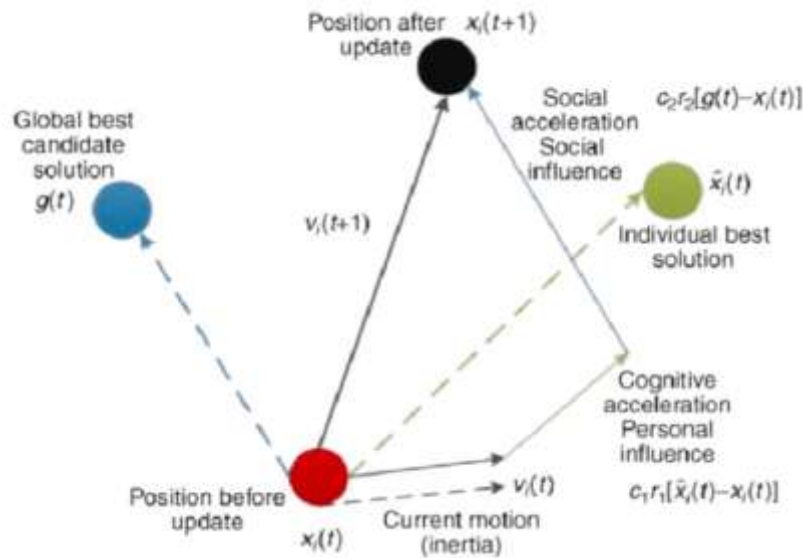 Position after
update
xᵢ(t+1)
Global best
candidate
solution
g(t)
Social
acceleration
Social
influence
c₂r₂[g(t)–xᵢ(t)]
x̂ᵢ(t)
Individual best
solution
vᵢ(t+1)
Cognitive
acceleration
Personal
influence
c₁r₁[x̂ᵢ(t)–xᵢ(t)]
vᵢ(t)
Current motion
(inertia)
Position before
update
xᵢ(t)